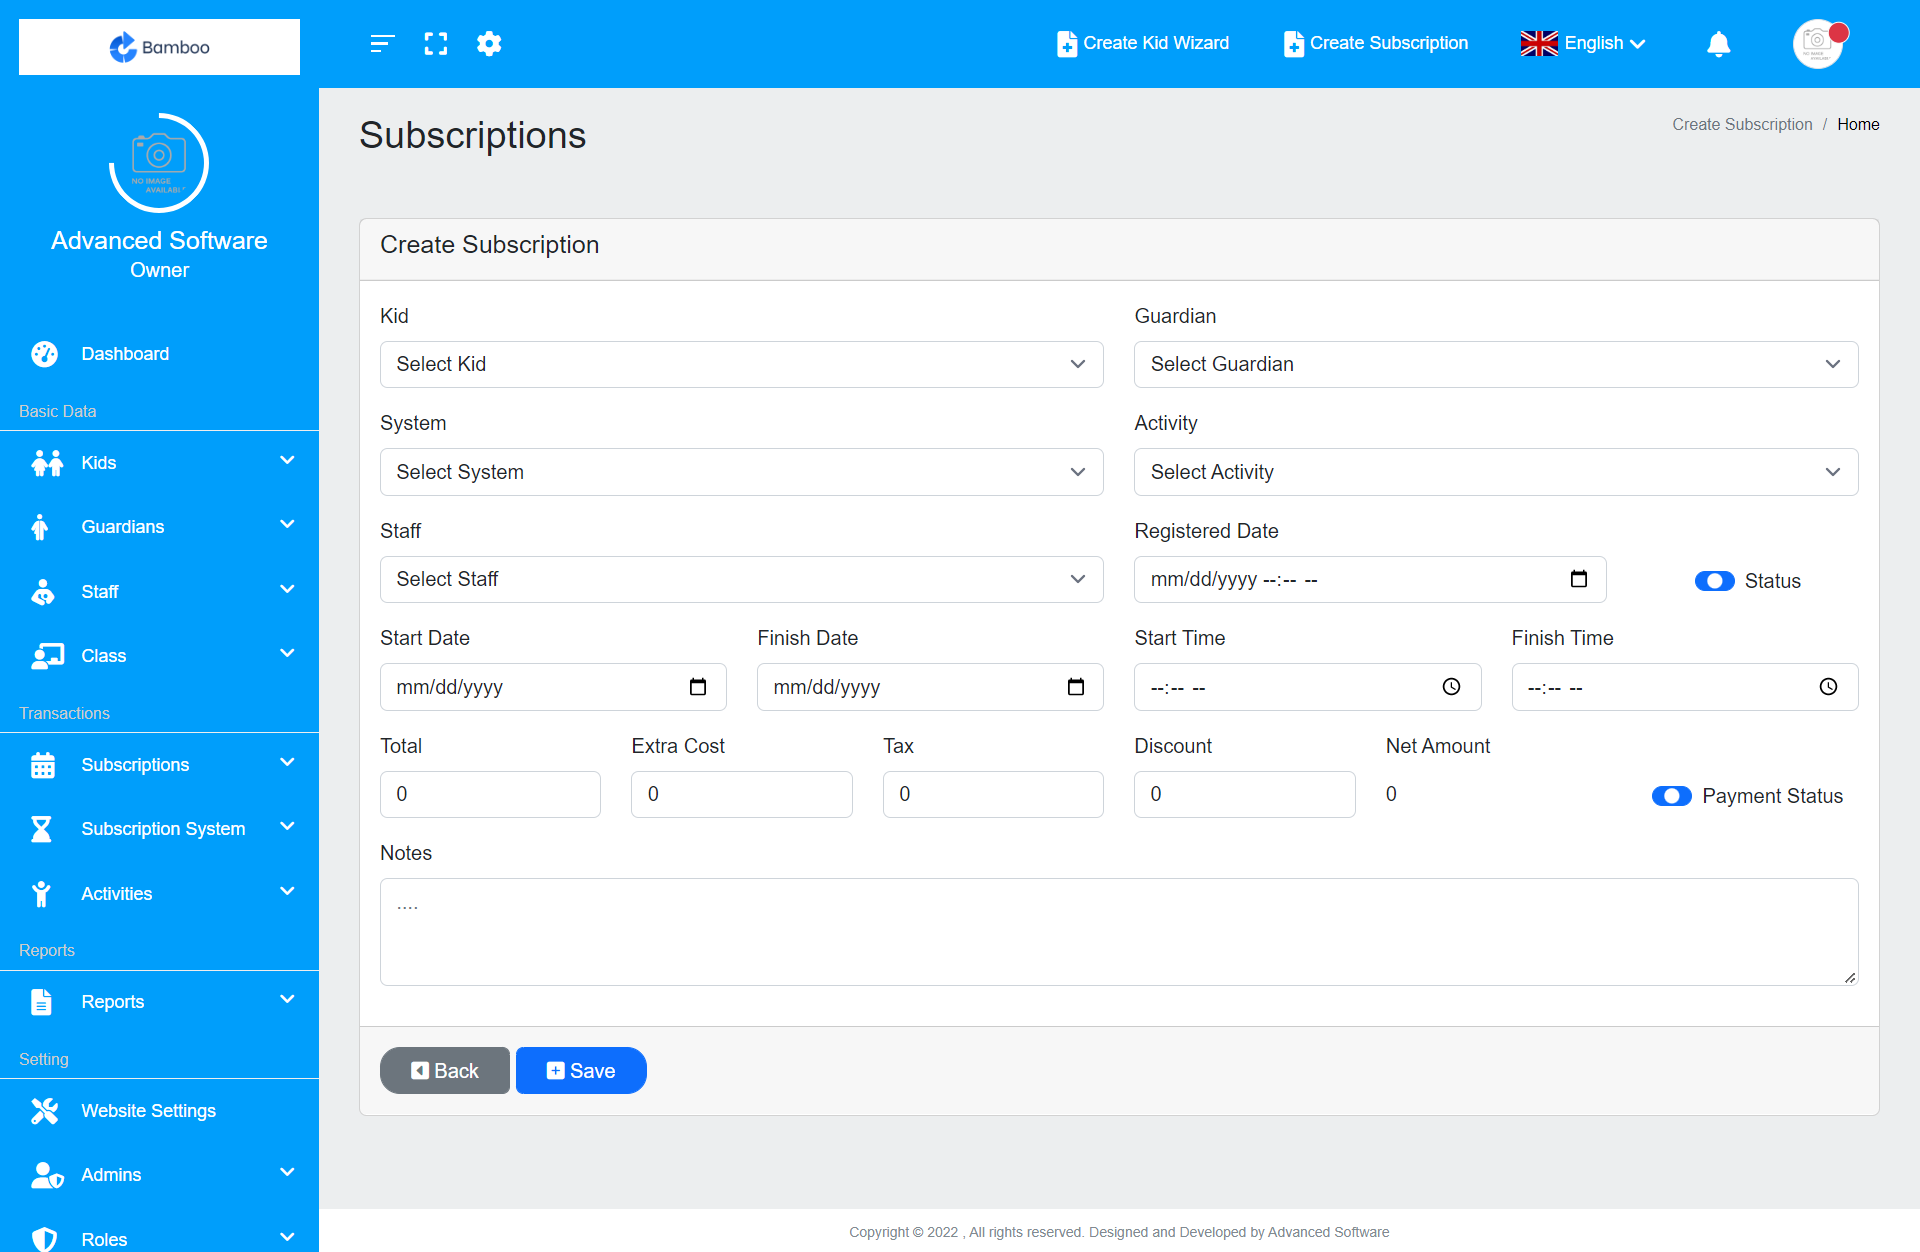 Bamboo
Create Kid Wizard
Create Subscription
English
NO IMAGE
AVAILABL
Advanced Software
Owner
Dashboard
Basic Data
Kids
Guardians
Staff
Class
Transactions
Subscriptions
Subscription System
Activities
Reports
Reports
Setting
Website Settings
Admins
Roles
Subscriptions
Create Subscription / Home
Create Subscription
Kid
Guardian
Select Kid
Select Guardian
System
Activity
Select System
Select Activity
Staff
Registered Date
Select Staff
mm/dd/yyyy --:-- --
Status
Start Date
Finish Date
Start Time
Finish Time
mm/dd/yyyy
mm/dd/yyyy
--:-- --
--:-- --
Total
Extra Cost
Tax
Discount
Net Amount
0
0
0
0
0
Payment Status
Notes
....
Back
Save
Copyright © 2022 , All rights reserved. Designed and Developed by Advanced Software